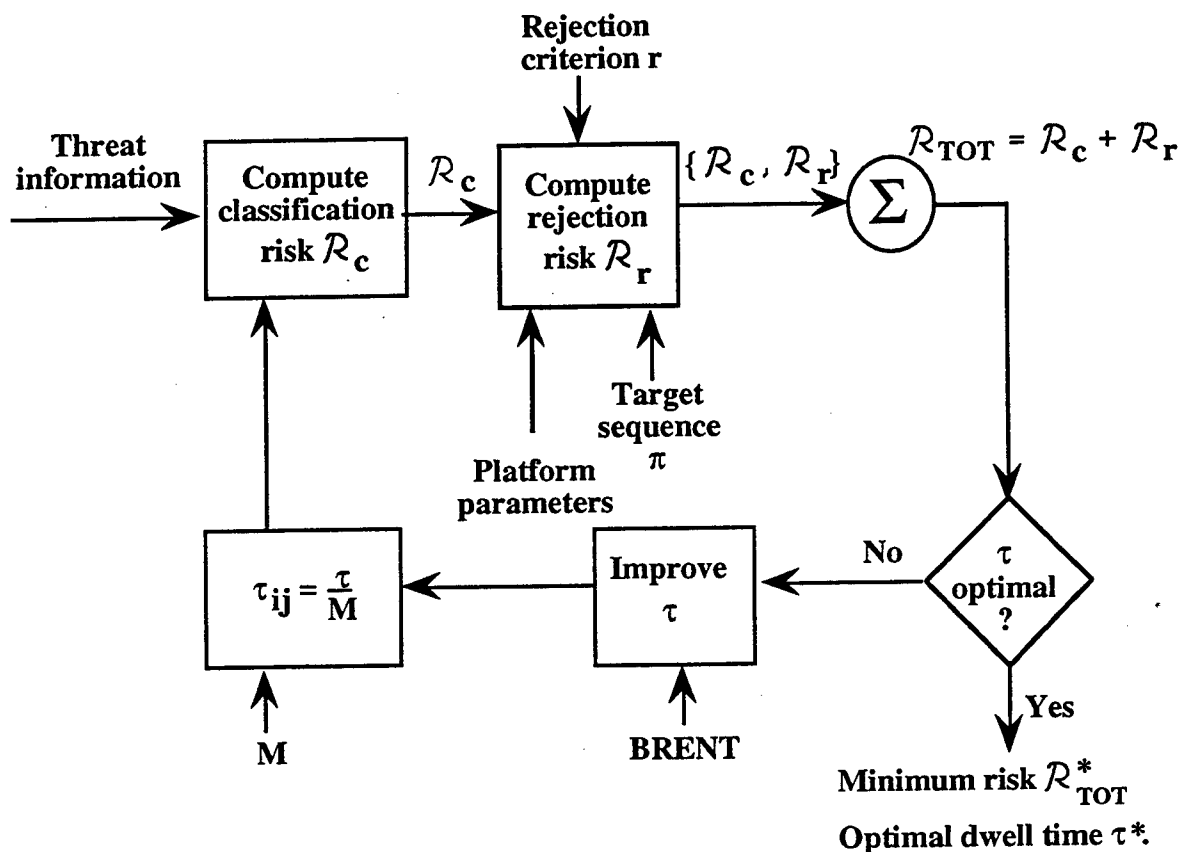 Rejection
criterion r
Threat
information
Compute
classification
risk ℛc
ℛc
Compute
rejection
risk ℛr
{ℛc, ℛr}
Σ
ℛTOT = ℛc + ℛr
Platform
parameters
Target
sequence
π
τij = τ/M
M
Improve
τ
BRENT
No
τ
optimal
?
Yes
Minimum risk ℛ*TOT
Optimal dwell time τ*.